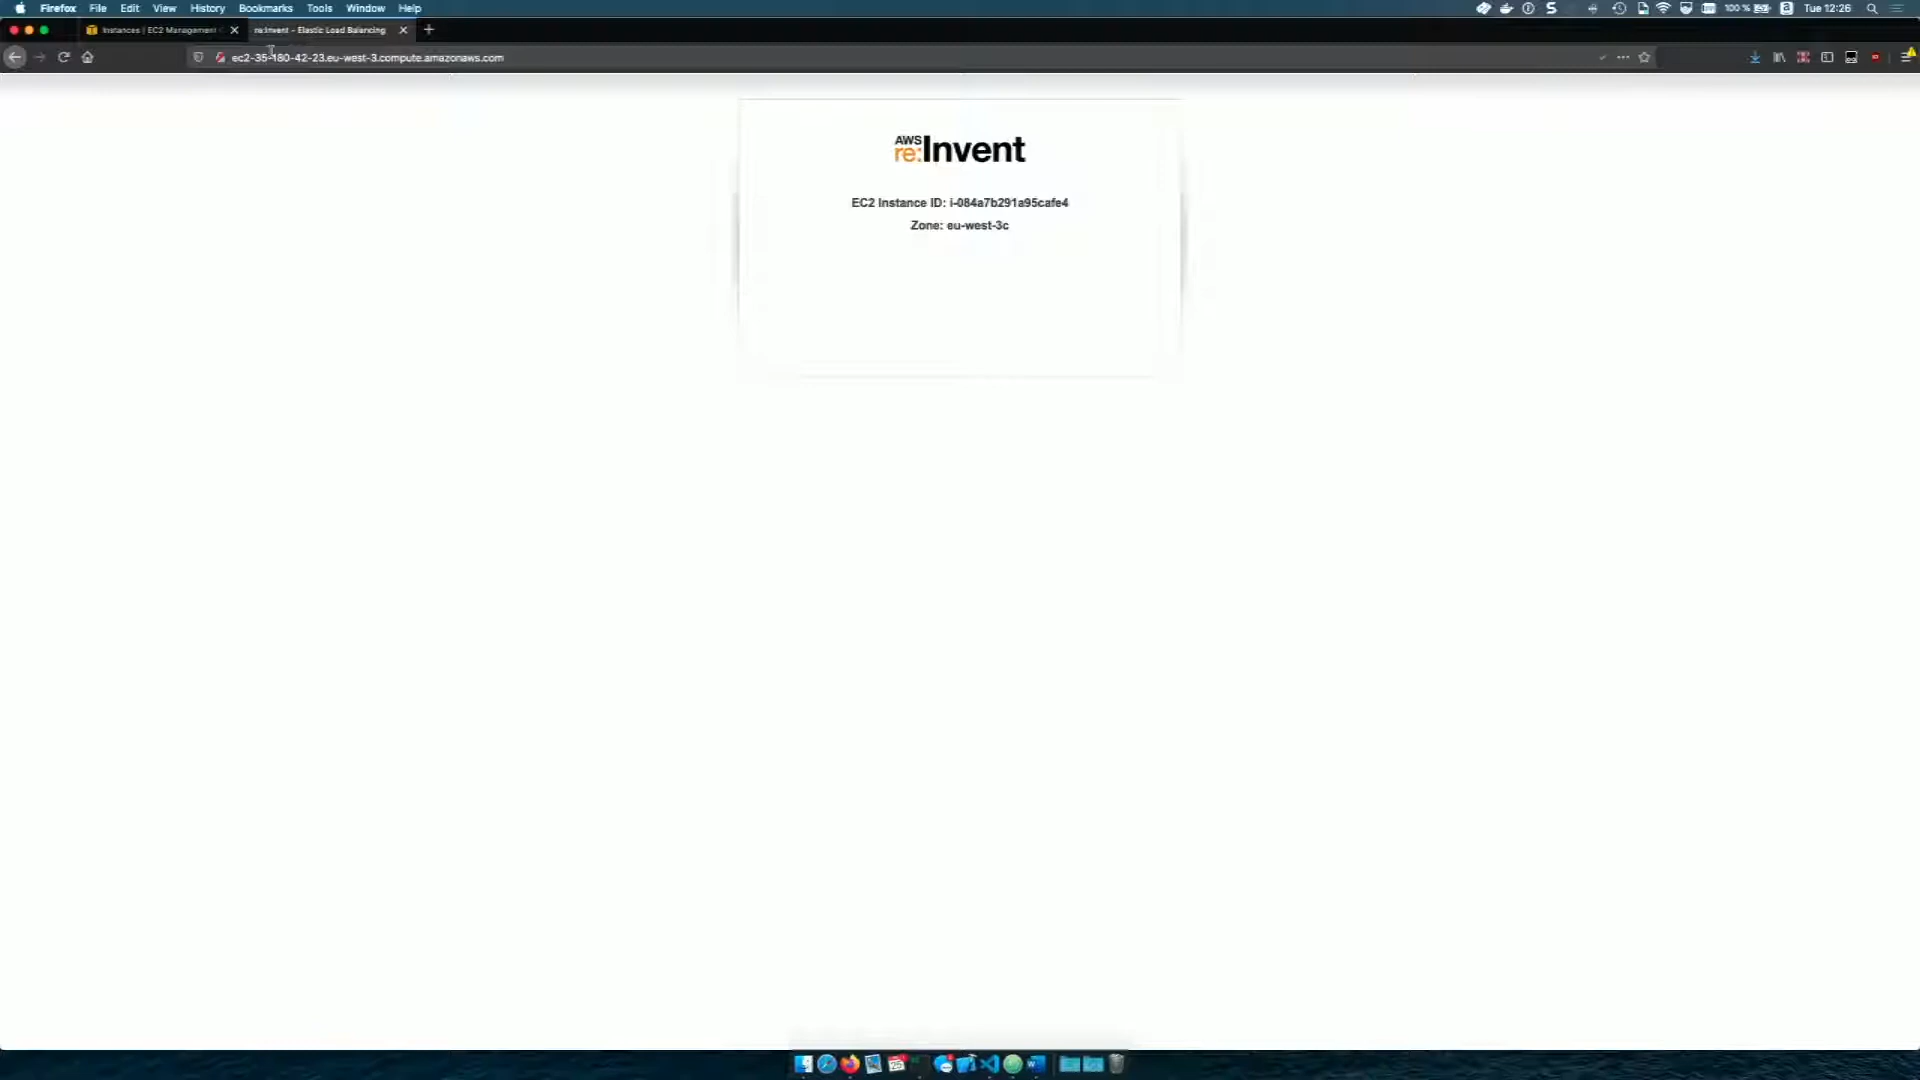 Firefox File Edit View History Bookmarks Tools Window Help
100 % Tue 12:26
Instances | EC2 Management
re:Invent - Elastic Load Balancing
ec2-35-180-42-23.eu-west-3.compute.amazonaws.com
AWS
re:Invent
EC2 Instance ID: i-084a7b291a95cafe4
Zone: eu-west-3c